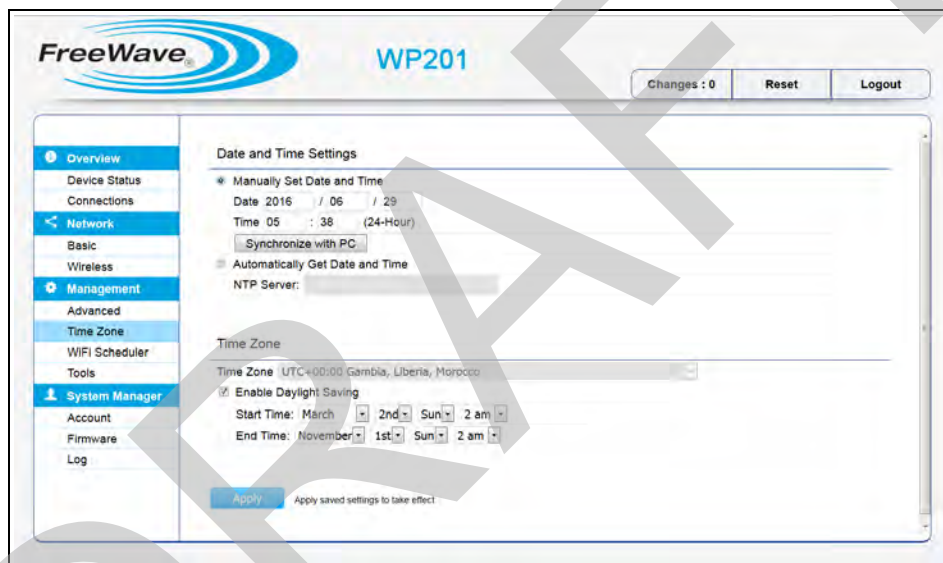 FreeWave®
WP201
Changes : 0 Reset Logout
Overview
Device Status
Connections
Network
Basic
Wireless
Management
Advanced
Time Zone
WiFi Scheduler
Tools
System Manager
Account
Firmware
Log
Date and Time Settings
Manually Set Date and Time
Date 2016 / 06 / 29
Time 05 : 38 (24-Hour)
Synchronize with PC
Automatically Get Date and Time
NTP Server:
Time Zone
Time Zone UTC+00:00 Gambia, Liberia, Morocco
Enable Daylight Saving
Start Time: March 2nd Sun 2 am
End Time: November 1st Sun 2 am
Apply Apply saved settings to take effect
DRAFT